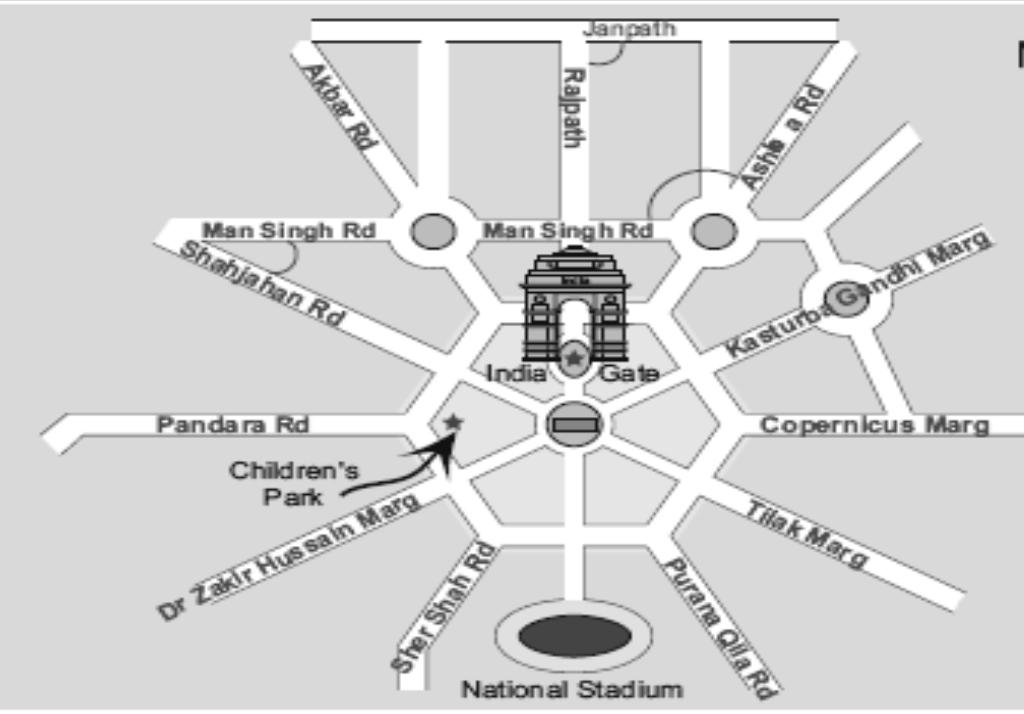 Janpath
Akbar Rd
Rajpath
Man Singh Rd
Man Singh Rd
Shahjahan Rd
Kasturba Gandhi Marg
India
India Gate
Pandara Rd
Copernicus Marg
Children's
Park
Dr Zakir Hussain Marg
Tilak Marg
Sher Shah Rd
Purana Qila Rd
National Stadium